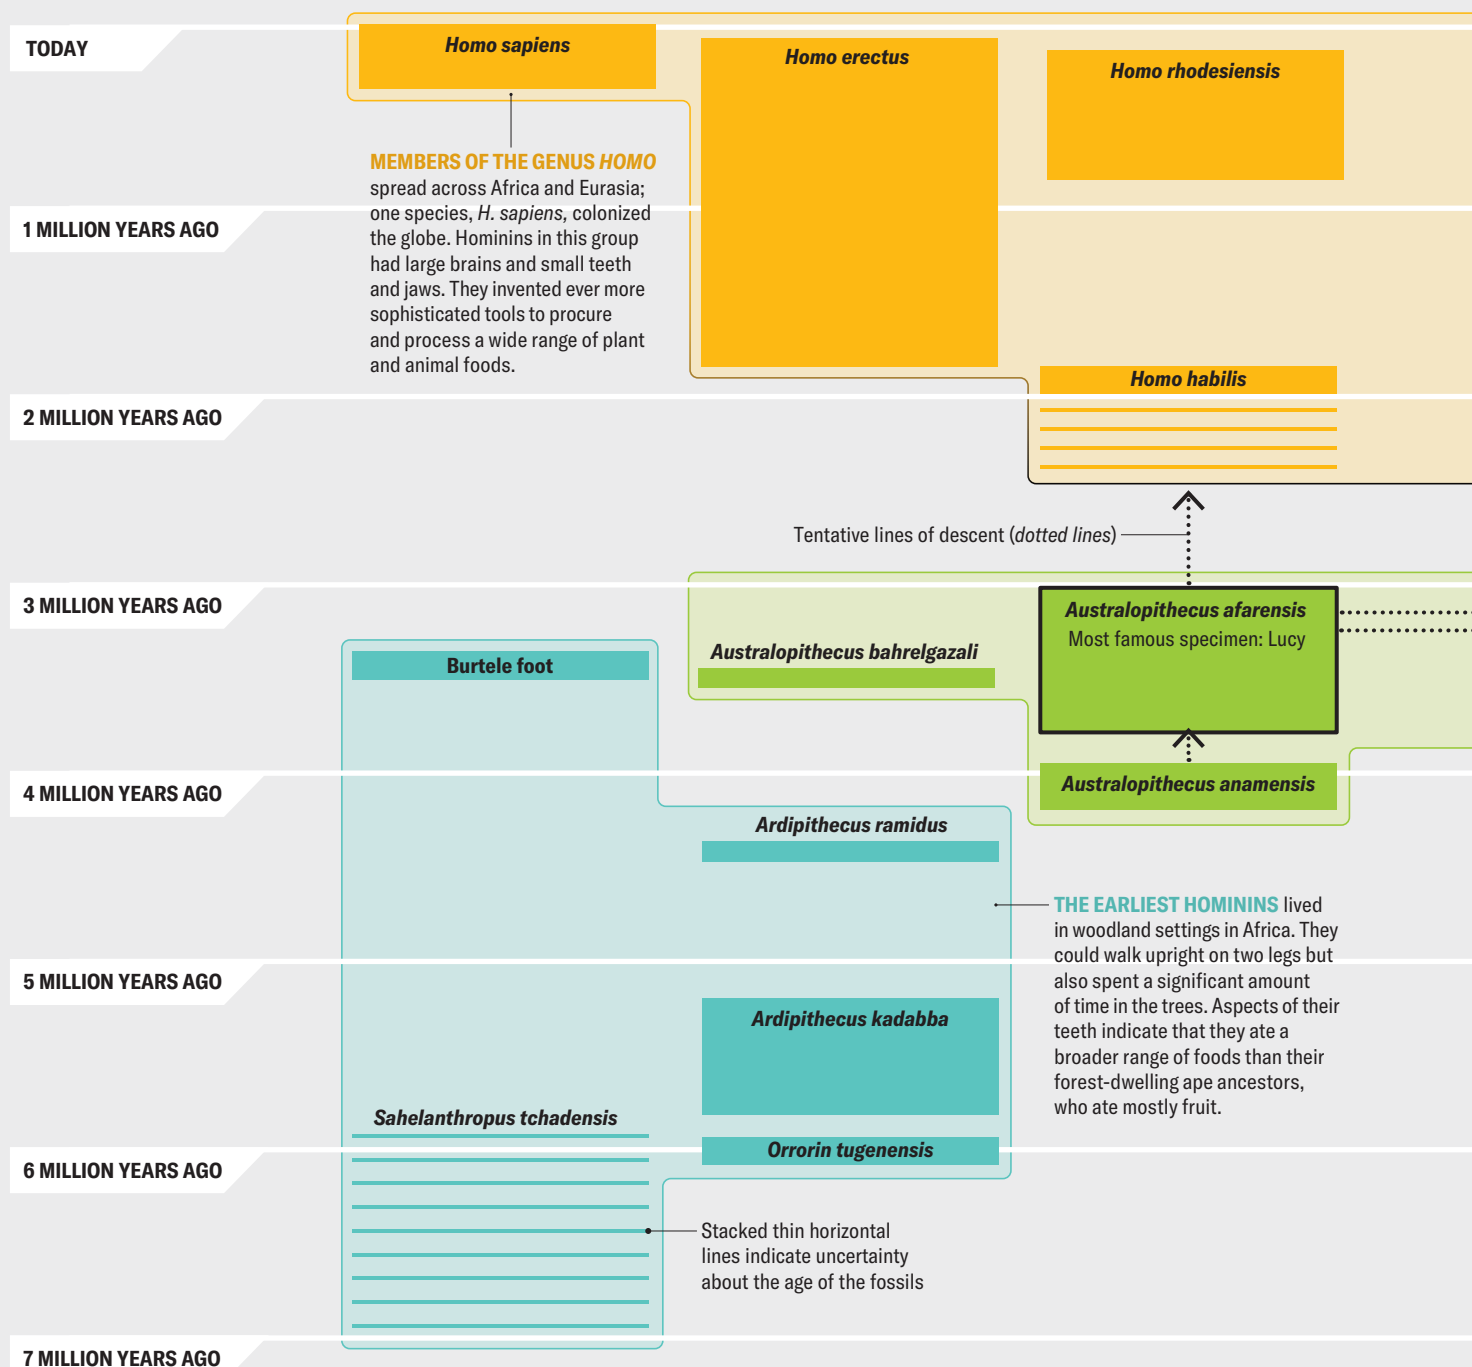 TODAY
Homo sapiens
Homo erectus
Homo rhodesiensis
MEMBERS OF THE GENUS HOMO
spread across Africa and Eurasia;
one species, H. sapiens, colonized
the globe. Hominins in this group
had large brains and small teeth
and jaws. They invented ever more
sophisticated tools to procure
and process a wide range of plant
and animal foods.
1 MILLION YEARS AGO
Homo habilis
2 MILLION YEARS AGO
Tentative lines of descent (dotted lines)
3 MILLION YEARS AGO
Australopithecus afarensis
Most famous specimen: Lucy
Australopithecus bahrelgazali
Burtele foot
Australopithecus anamensis
4 MILLION YEARS AGO
Ardipithecus ramidus
THE EARLIEST HOMININS lived
in woodland settings in Africa. They
could walk upright on two legs but
also spent a significant amount
of time in the trees. Aspects of their
teeth indicate that they ate a
broader range of foods than their
forest-dwelling ape ancestors,
who ate mostly fruit.
5 MILLION YEARS AGO
Ardipithecus kadabba
Sahelanthropus tchadensis
Orrorin tugenensis
6 MILLION YEARS AGO
Stacked thin horizontal
lines indicate uncertainty
about the age of the fossils
7 MILLION YEARS AGO